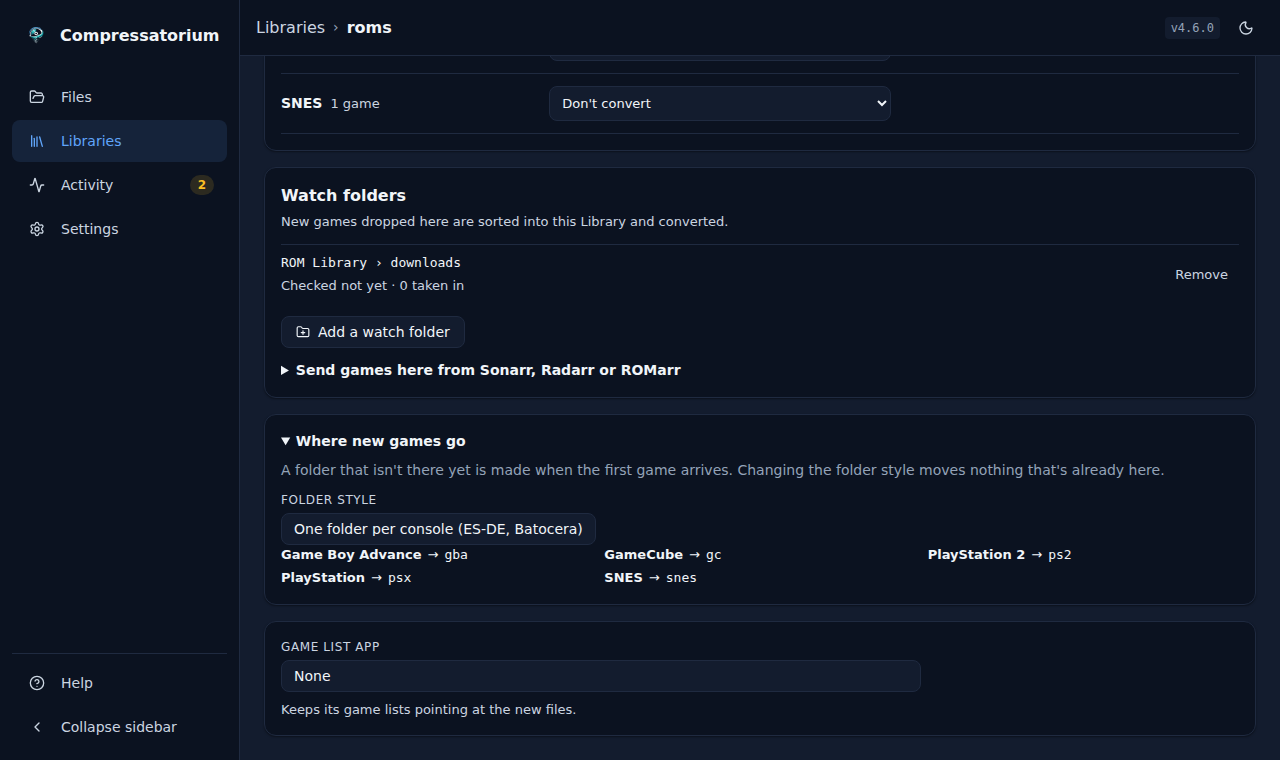 Compressatorium
Libraries › roms
v4.6.0
Files
Libraries
Activity 2
Settings
Help
Collapse sidebar
SNES 1 game
Don't convert
Watch folders
New games dropped here are sorted into this Library and converted.
ROM Library › downloads
Checked not yet · 0 taken in
Remove
Add a watch folder
▶ Send games here from Sonarr, Radarr or ROMarr
▼ Where new games go
A folder that isn't there yet is made when the first game arrives. Changing the folder style moves nothing that's already here.
FOLDER STYLE
One folder per console (ES-DE, Batocera)
Game Boy Advance → gba
GameCube → gc
PlayStation 2 → ps2
PlayStation → psx
SNES → snes
GAME LIST APP
None
Keeps its game lists pointing at the new files.